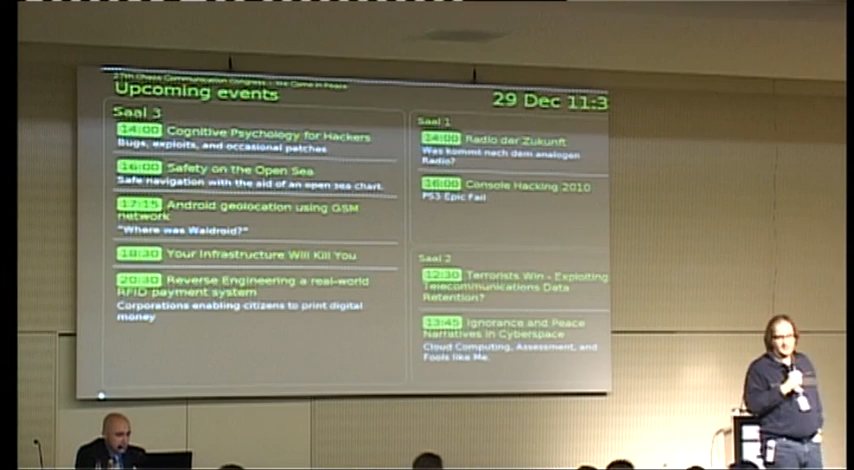 27th Chaos Communication Congress | We Come in Peace
Upcoming events
29 Dec 11:3
Saal 3
14:00 Cognitive Psychology for Hackers
Bugs, exploits, and occasional patches
16:00 Safety on the Open Sea
Safe navigation with the aid of an open sea chart.
17:15 Android geolocation using GSM
network
"Where was Waldroid?"
18:30 Your Infrastructure Will Kill You
20:30 Reverse Engineering a real-world
RFID payment system
Corporations enabling citizens to print digital
money
Saal 1
14:00 Radio der Zukunft
Was kommt nach dem analogen
Radio?
16:00 Console Hacking 2010
PS3 Epic Fail
Saal 2
12:30 Terrorists Win - Exploiting
Telecommunications Data
Retention?
13:45 Ignorance and Peace
Narratives in Cyberspace
Cloud Computing, Assessment, and
Fools like Me.